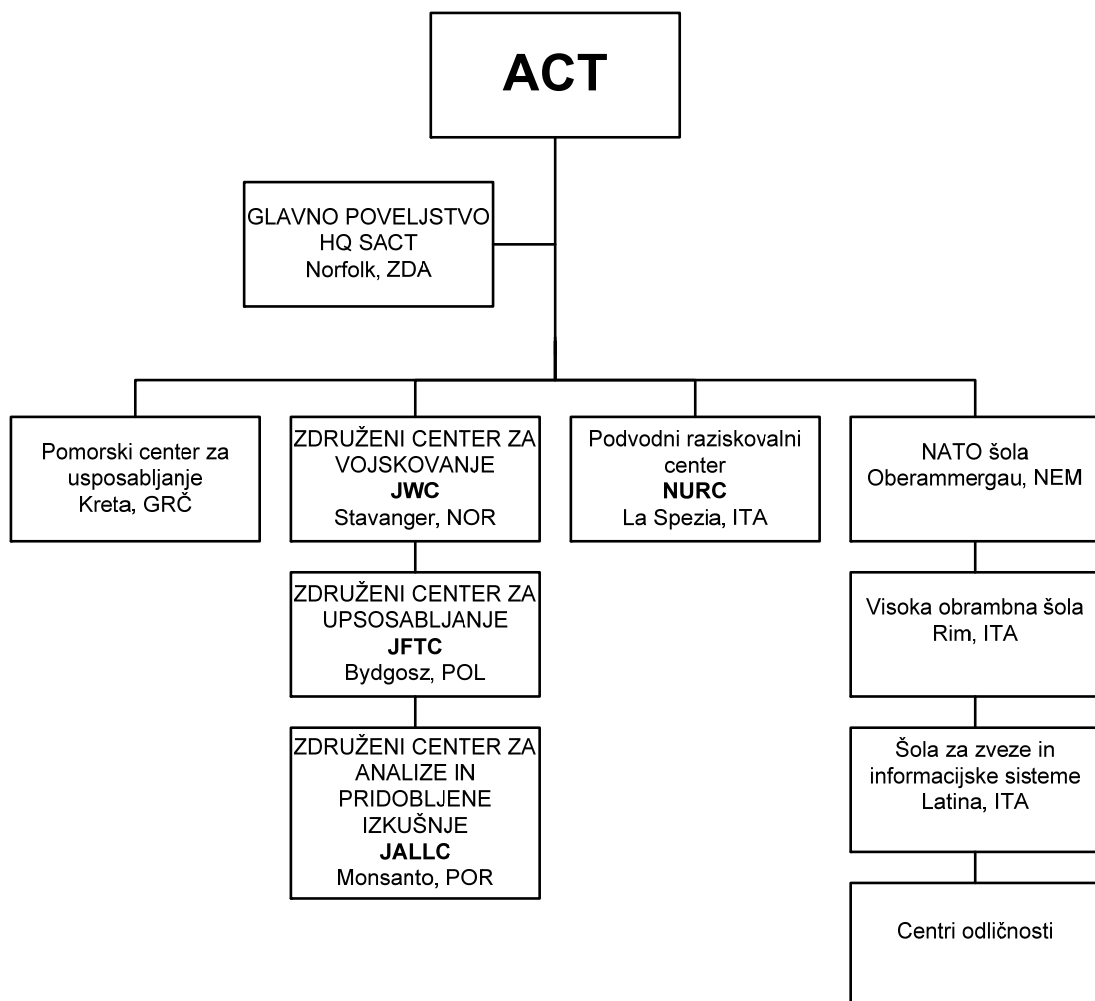 ACT
GLAVNO POVELJSTVO
HQ SACT
Norfolk, ZDA
Pomorski center za
usposabljanje
Kreta, GRČ
ZDRUŽENI CENTER ZA
VOJSKOVANJE
JWC
Stavanger, NOR
ZDRUŽENI CENTER ZA
UPSOSABLJANJE
JFTC
Bydgosz, POL
ZDRUŽENI CENTER ZA
ANALIZE IN
PRIDOBLJENE
IZKUŠNJE
JALLC
Monsanto, POR
Podvodni raziskovalni
center
NURC
La Spezia, ITA
NATO šola
Oberammergau, NEM
Visoka obrambna šola
Rim, ITA
Šola za zveze in
informacijske sisteme
Latina, ITA
Centri odličnosti